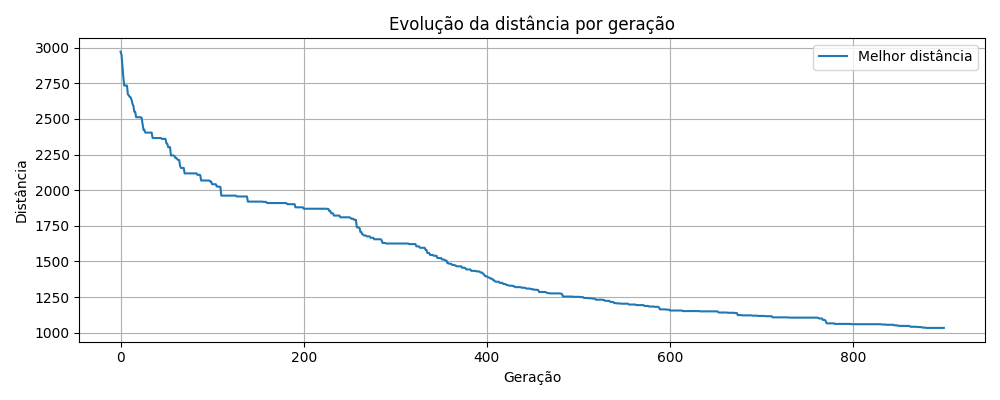 Evolução da distância por geração
Melhor distância
Distância
3000
2750
2500
2250
2000
1750
1500
1250
1000
0 200 400 600 800
Geração